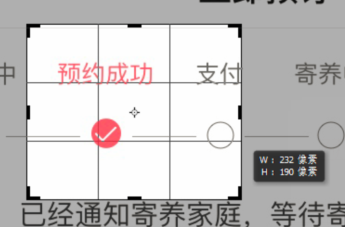 中 预约成功 支付 寄养
W: 232 像素
H: 190 像素
已经通知寄养家庭，等待寄